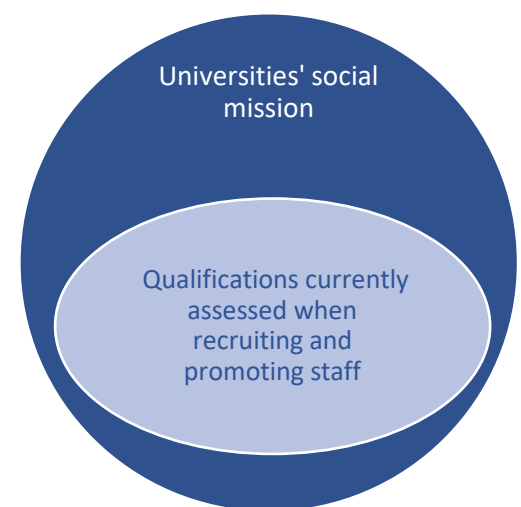 Universities' social
mission
Qualifications currently
assessed when
recruiting and
promoting staff